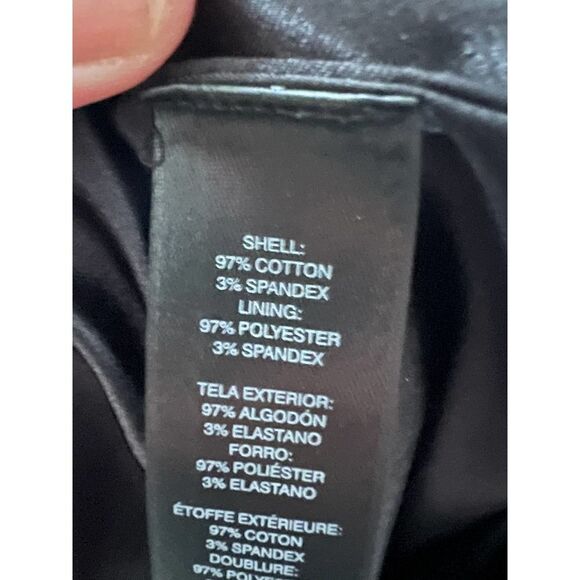 SHELL:
97% COTTON
3% SPANDEX
LINING:
97% POLYESTER
3% SPANDEX
TELA EXTERIOR:
97% ALGODÓN
3% ELASTANO
FORRO:
97% POLIÉSTER
3% ELASTANO
ÉTOFFE EXTÉRIEURE:
97% COTON
3% SPANDEX
DOUBLURE:
97%